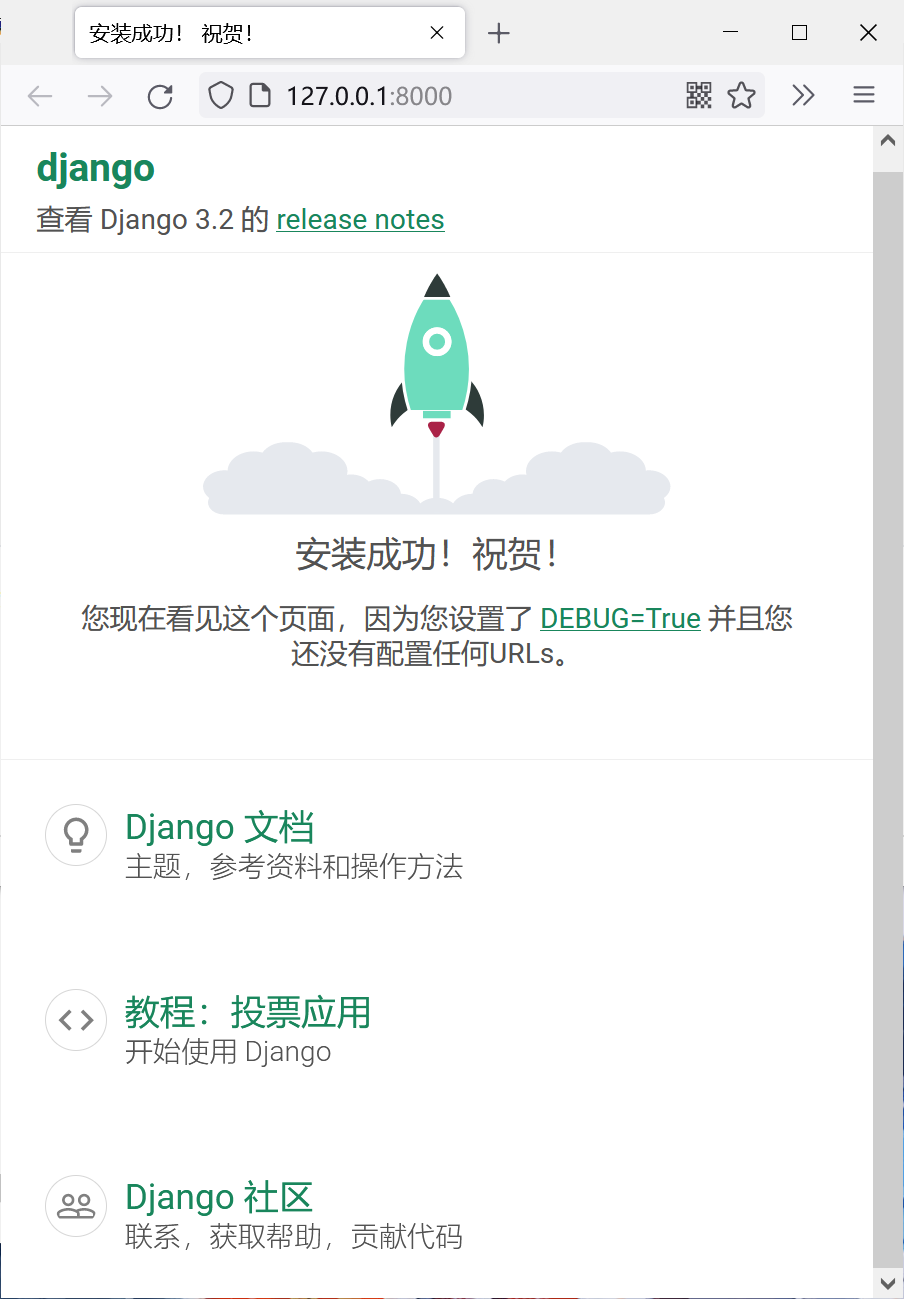 安装成功！ 祝贺！
127.0.0.1:8000
django
查看 Django 3.2 的 release notes
安装成功！祝贺！
您现在看见这个页面，因为您设置了 DEBUG=True 并且您
还没有配置任何URLs。
Django 文档
主题，参考资料和操作方法
教程：投票应用
开始使用 Django
Django 社区
联系，获取帮助，贡献代码